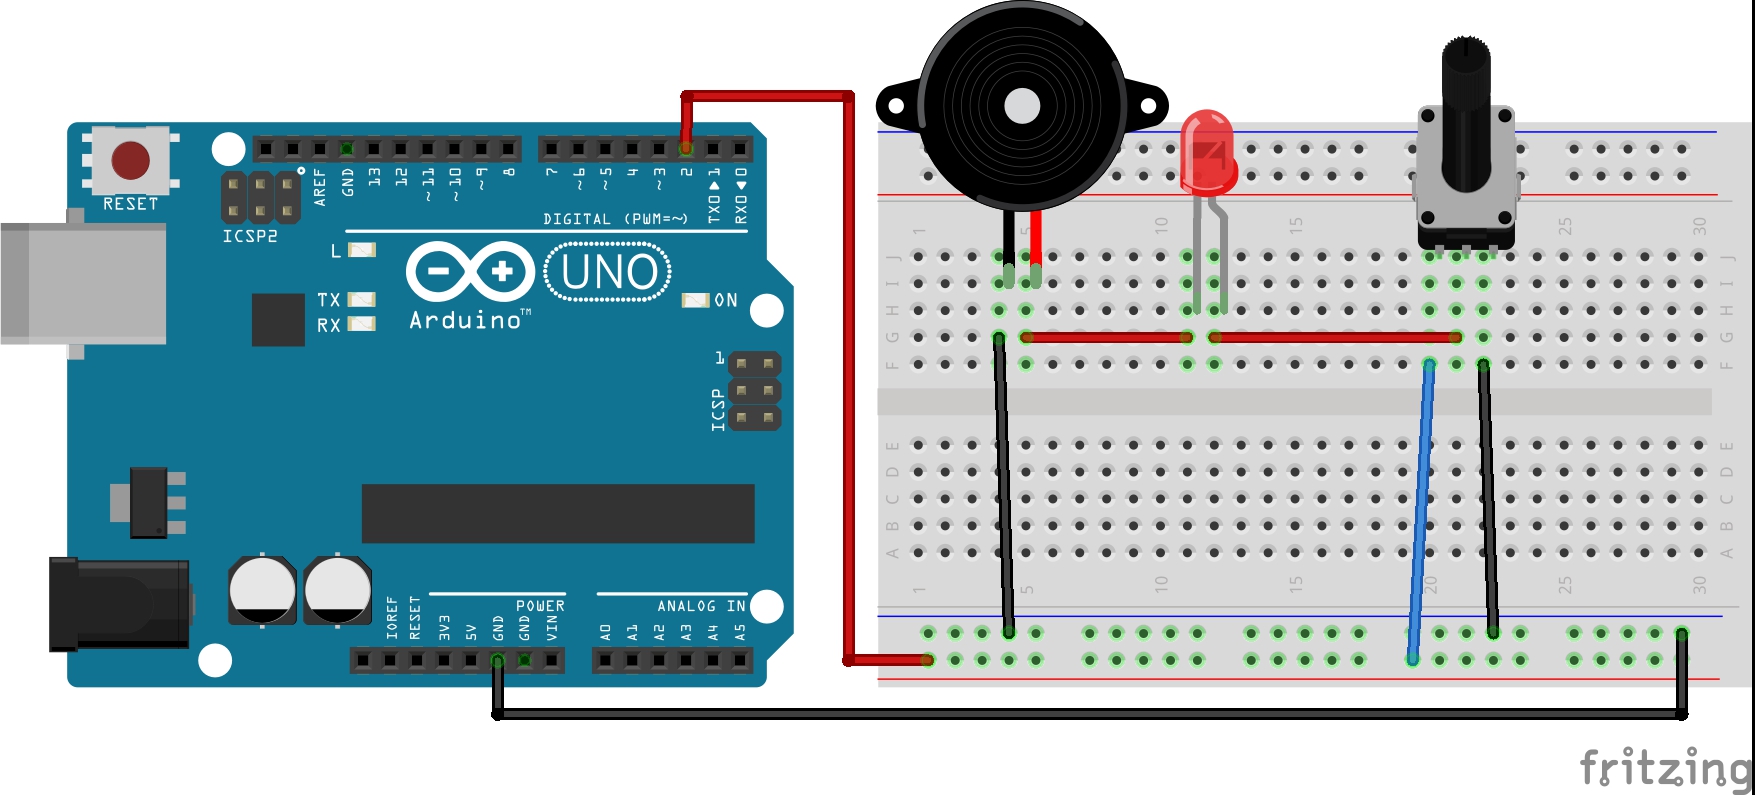 RESET
ICSP2
AREF
GND
13
12
~11
~10
~9
8
7
~6
~5
4
~3
2
TX0▶1
RX0◀0
DIGITAL (PWM=~)
L
TX
RX
UNO
Arduino™
ON
1
ICSP
IOREF
RESET
3V3
5V
GND
GND
VIN
POWER
ANALOG IN
A0
A1
A2
A3
A4
A5
1 5 10 15 25 30
J J
I I
H H
G G
F F
E E
D D
C C
B B
A A
1 5 10 15 20 25 30
fritzing